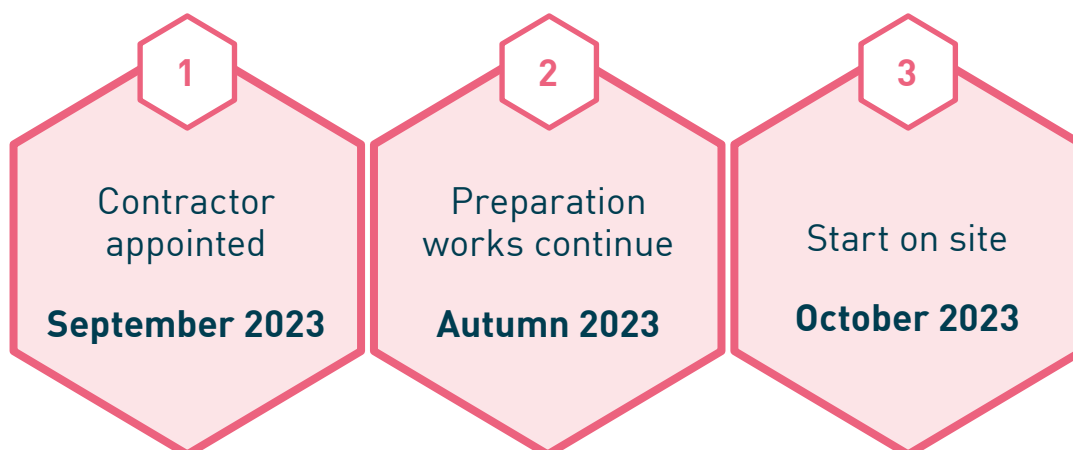 1
Contractor
appointed
September 2023
2
Preparation
works continue
Autumn 2023
3
Start on site
October 2023